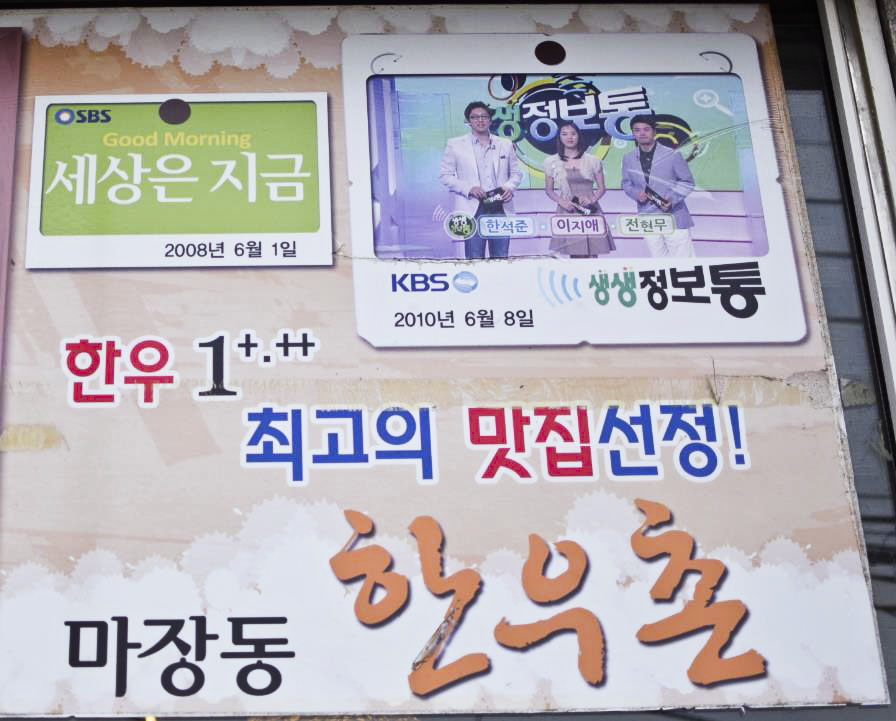 SBS
Good Morning
세상은 지금
2008년 6월 1일
생정보통
한석준 이지애 전현무
KBS 생생정보통
2010년 6월 8일
한우 1+.++
최고의 맛집선정!
마장동 한우촌